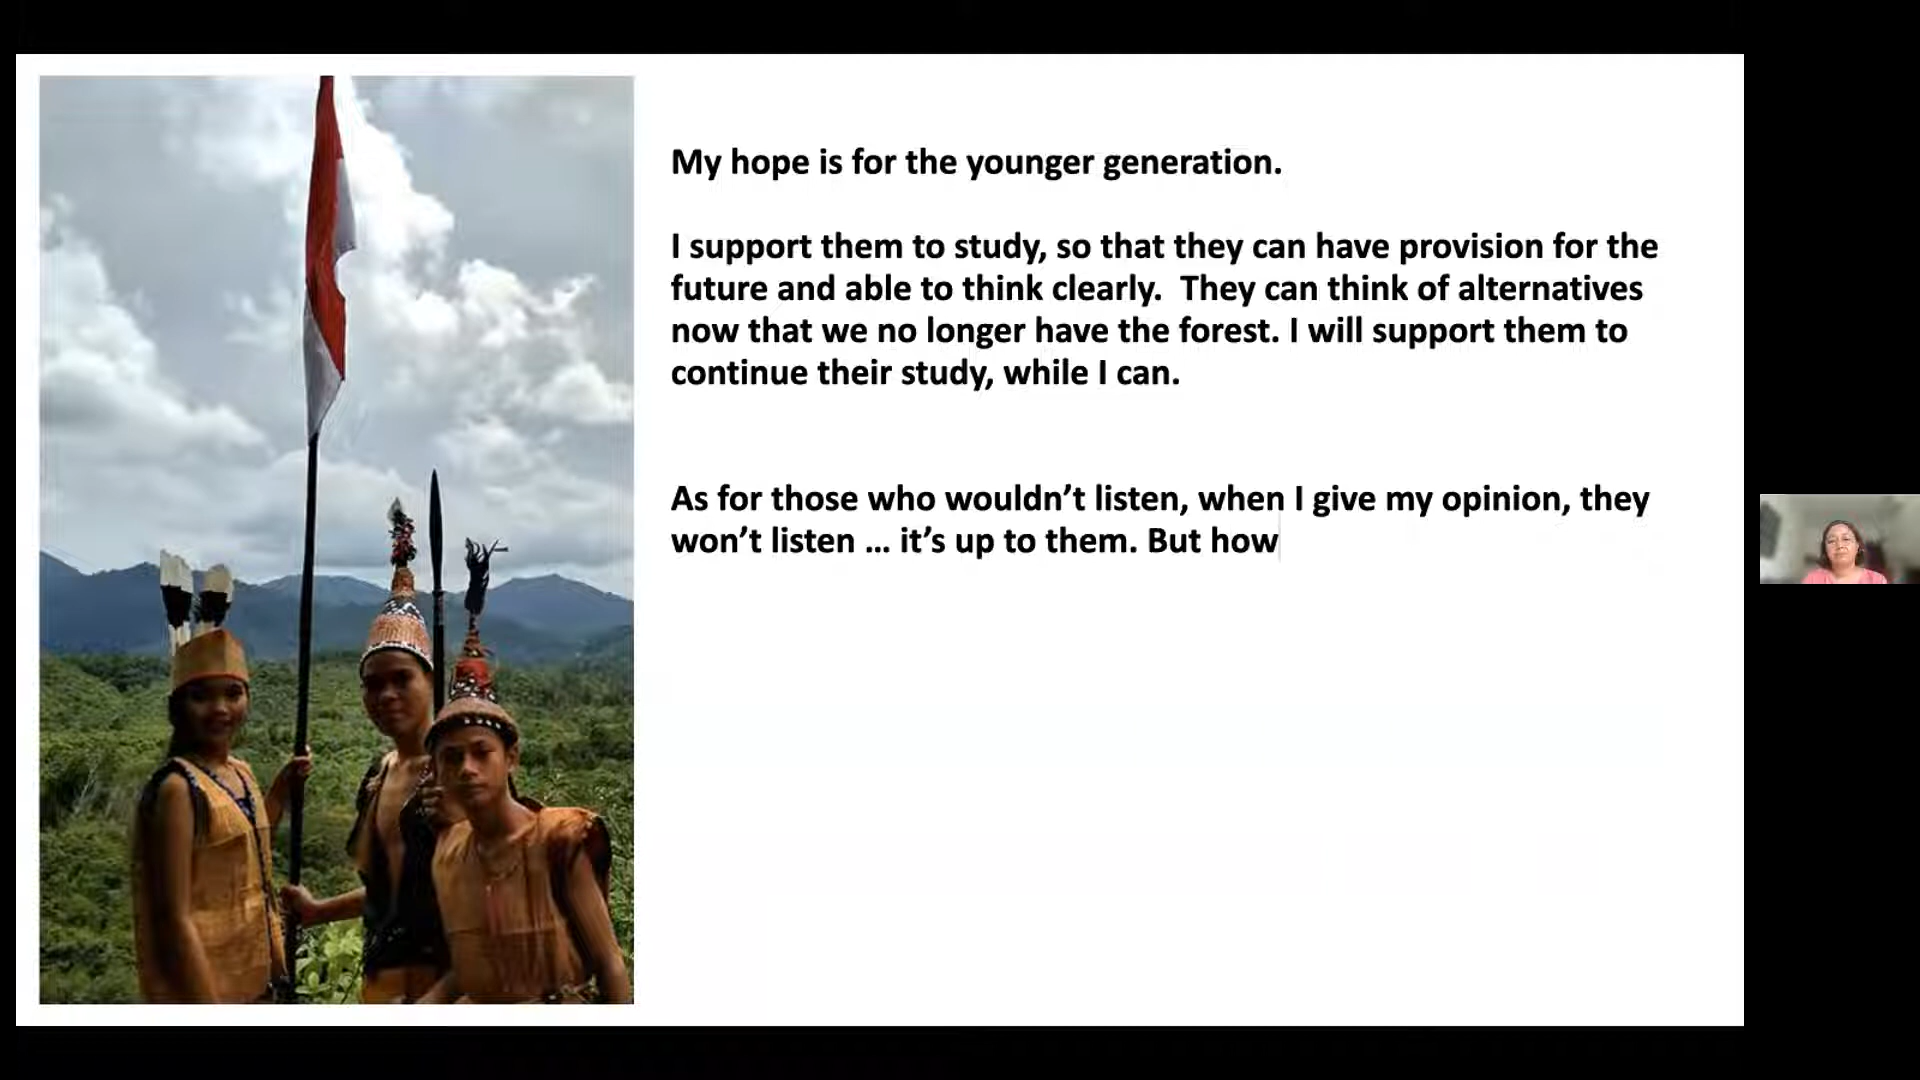 My hope is for the younger generation.
I support them to study, so that they can have provision for the
future and able to think clearly.  They can think of alternatives
now that we no longer have the forest. I will support them to
continue their study, while I can.
As for those who wouldn’t listen, when I give my opinion, they
won’t listen … it’s up to them. But how